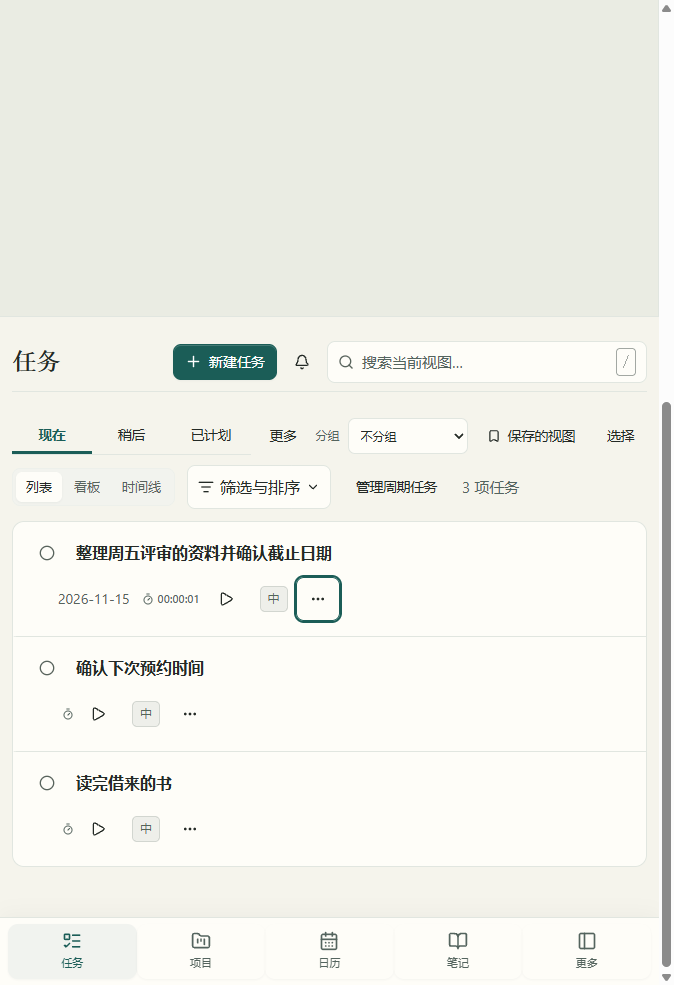 任务
新建任务
搜索当前视图...
/
现在 稍后 已计划 更多 分组 不分组 保存的视图 选择
列表 看板 时间线 筛选与排序 管理周期任务 3 项任务
整理周五评审的资料并确认截止日期
2026-11-15 00:00:01 中
确认下次预约时间
中
读完借来的书
中
任务 项目 日历 笔记 更多